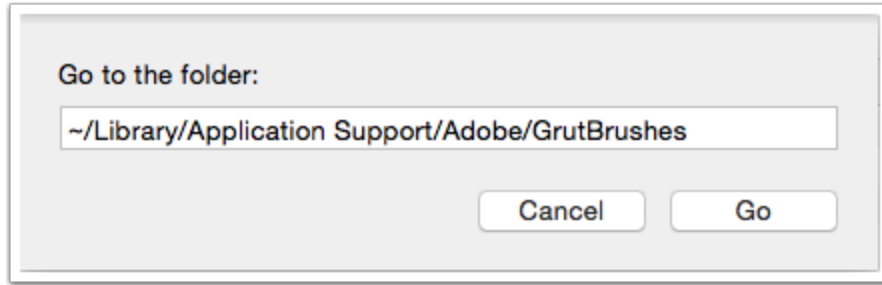 Go to the folder:
~/Library/Application Support/Adobe/GrutBrushes
Cancel Go